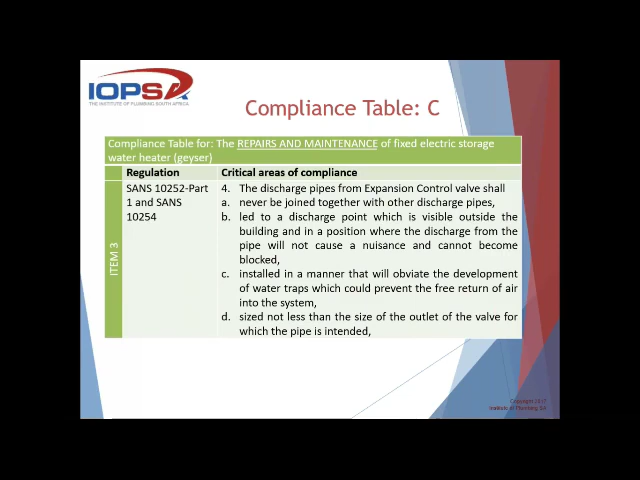 IOPSA
THE INSTITUTE OF PLUMBING SOUTH AFRICA
Compliance Table: C
Compliance Table for: The REPAIRS AND MAINTENANCE of fixed electric storage
water heater (geyser)
Regulation
Critical areas of compliance
ITEM 3
SANS 10252-Part
1 and SANS
10254
4. The discharge pipes from Expansion Control valve shall
a. never be joined together with other discharge pipes,
b. led to a discharge point which is visible outside the
building and in a position where the discharge from the
pipe will not cause a nuisance and cannot become
blocked,
c. installed in a manner that will obviate the development
of water traps which could prevent the free return of air
into the system,
d. sized not less than the size of the outlet of the valve for
which the pipe is intended,
Copyright 2017
Institute of Plumbing SA